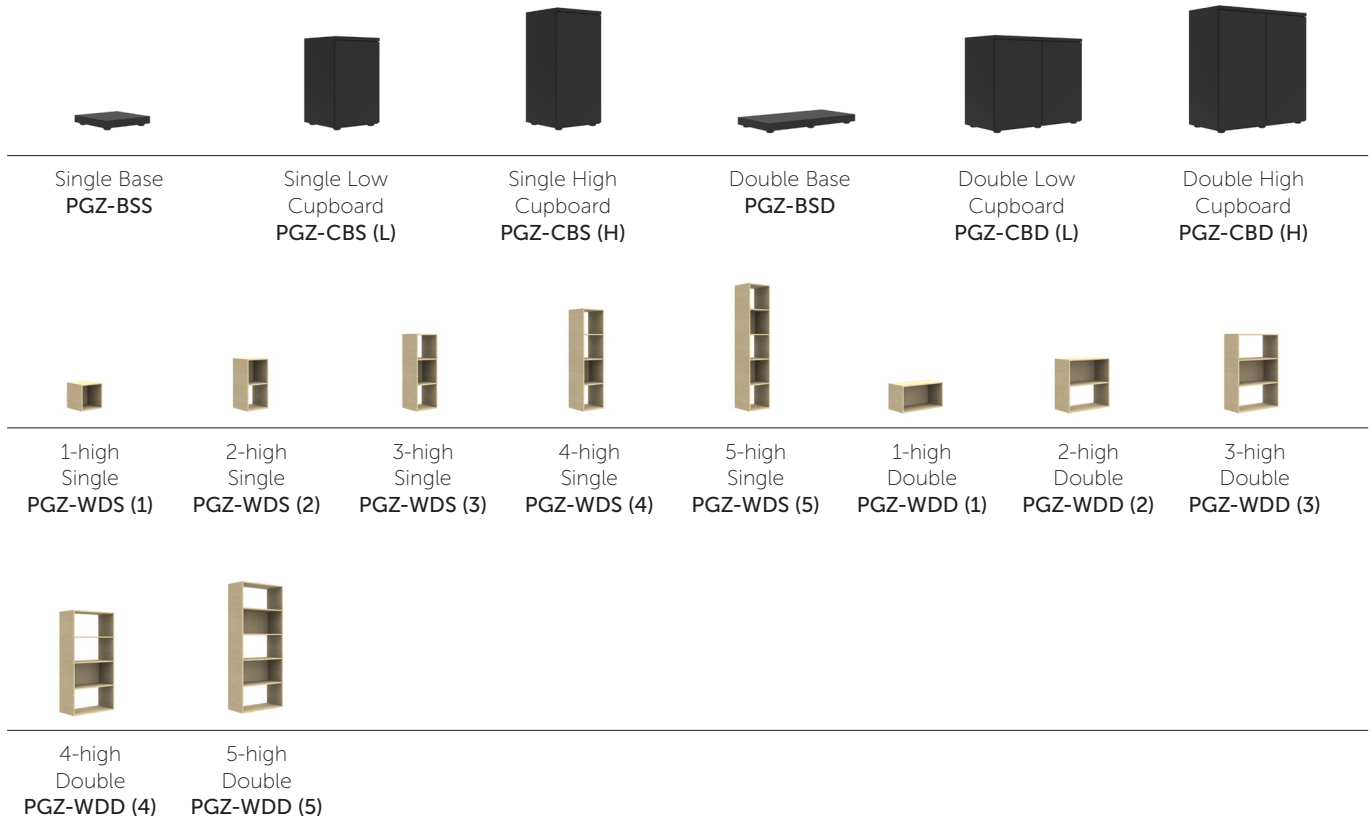 Single Base
PGZ-BSS
Single Low
Cupboard
PGZ-CBS (L)
Single High
Cupboard
PGZ-CBS (H)
Double Base
PGZ-BSD
Double Low
Cupboard
PGZ-CBD (L)
Double High
Cupboard
PGZ-CBD (H)
1-high
Single
PGZ-WDS (1)
2-high
Single
PGZ-WDS (2)
3-high
Single
PGZ-WDS (3)
4-high
Single
PGZ-WDS (4)
5-high
Single
PGZ-WDS (5)
1-high
Double
PGZ-WDD (1)
2-high
Double
PGZ-WDD (2)
3-high
Double
PGZ-WDD (3)
4-high
Double
PGZ-WDD (4)
5-high
Double
PGZ-WDD (5)